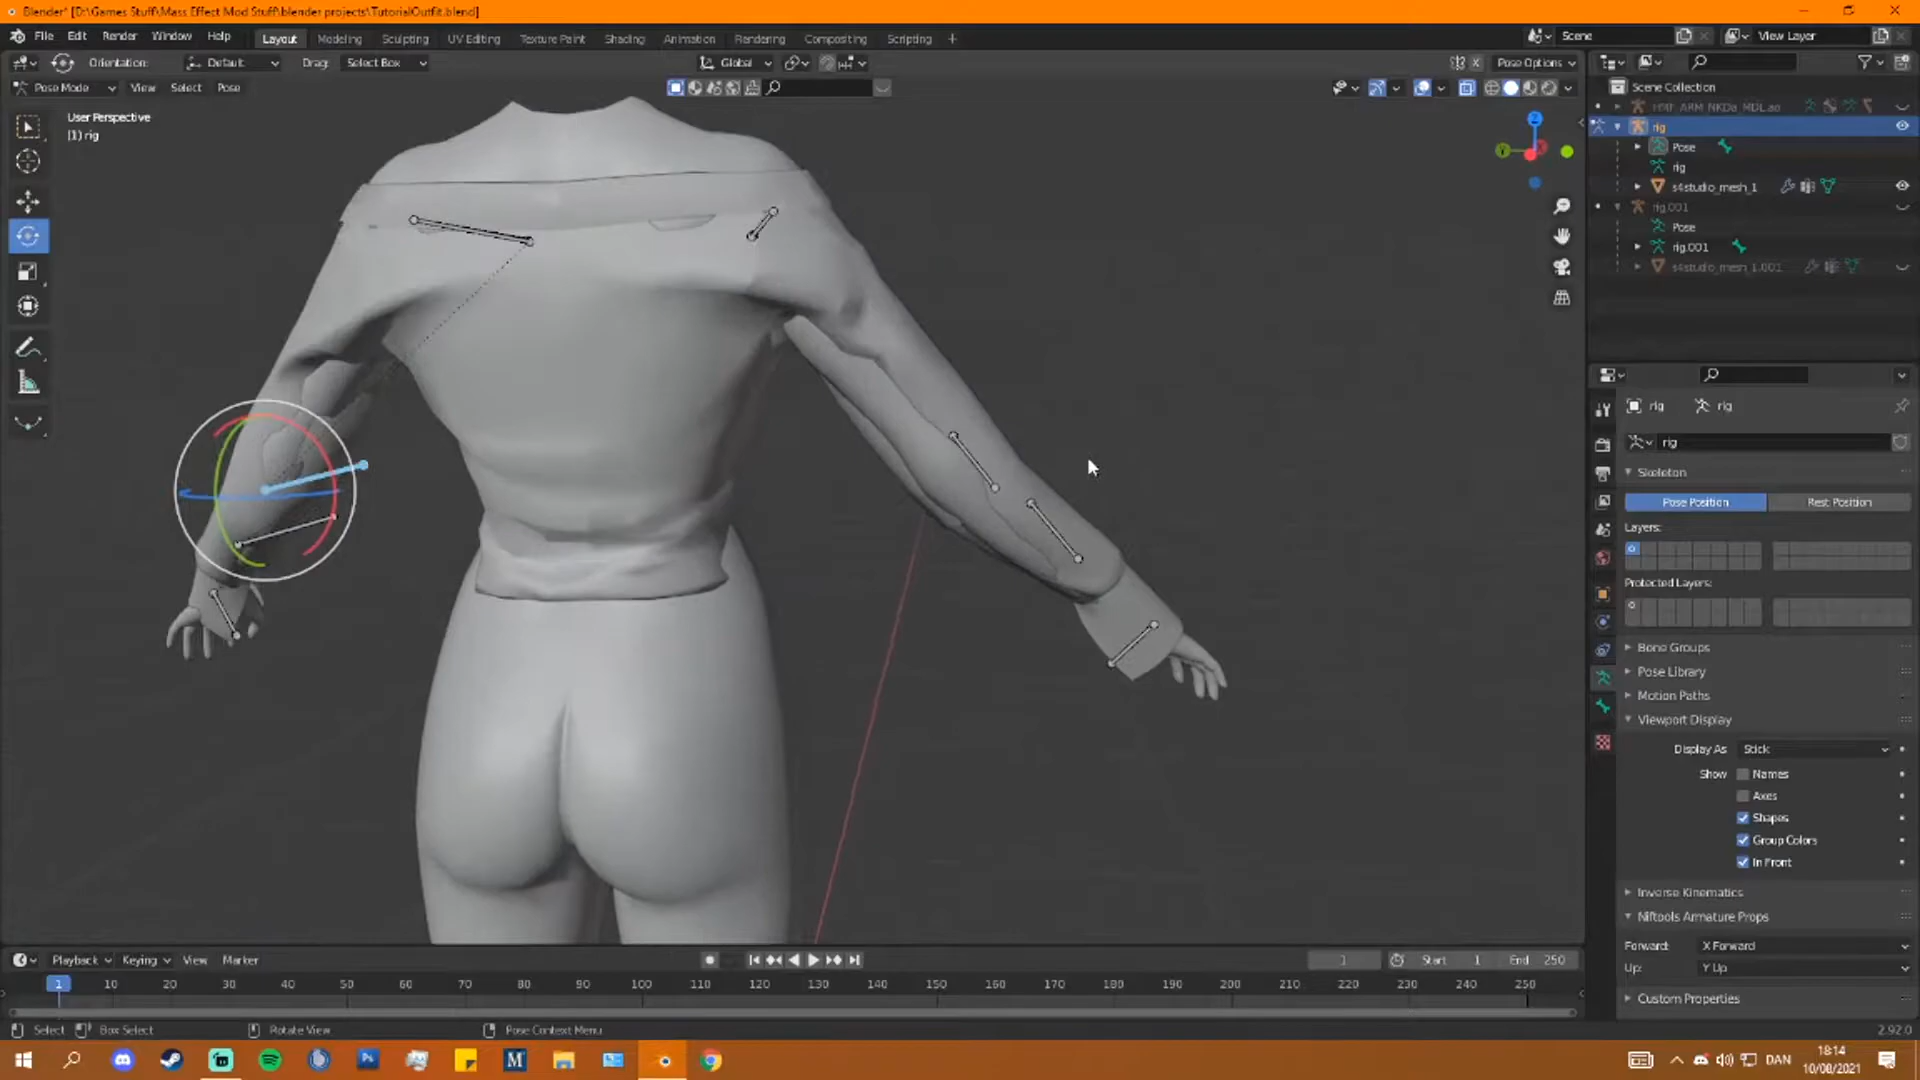 Blender* [D:\Games Stuff\Mass Effect Mod Stuff\blender projects\TutorialOutfit.blend]
File Edit Render Window Help Layout Modeling Sculpting UV Editing Texture Paint Shading Animation Rendering Compositing Scripting + Scene View Layer
Orientation: Default Drag: Select Box Global Pose Options
Pose Mode View Select Pose
Scene Collection
User Perspective
(1) rig
HMF_ARM_NKDa_MDL.ao
rig
Pose
rig
s4studio_mesh_1
rig.001
Pose
rig.001
s4studio_mesh_1.001
rig rig
rig
Skeleton
Pose Position Rest Position
Layers:
Protected Layers:
Bone Groups
Pose Library
Motion Paths
Viewport Display
Display As Stick
Show Names
Axes
Shapes
Group Colors
In Front
Inverse Kinematics
Niftools Armature Props
Forward: X Forward
Up: Y Up
Custom Properties
Playback Keying View Marker 1 Start 1 End 250
1 10 20 30 40 50 60 70 80 90 100 110 120 130 140 150 160 170 180 190 200 210 220 230 240 250
Select Box Select Rotate View Pose Context Menu 2.92.0
DAN
18:14
10/08/2021